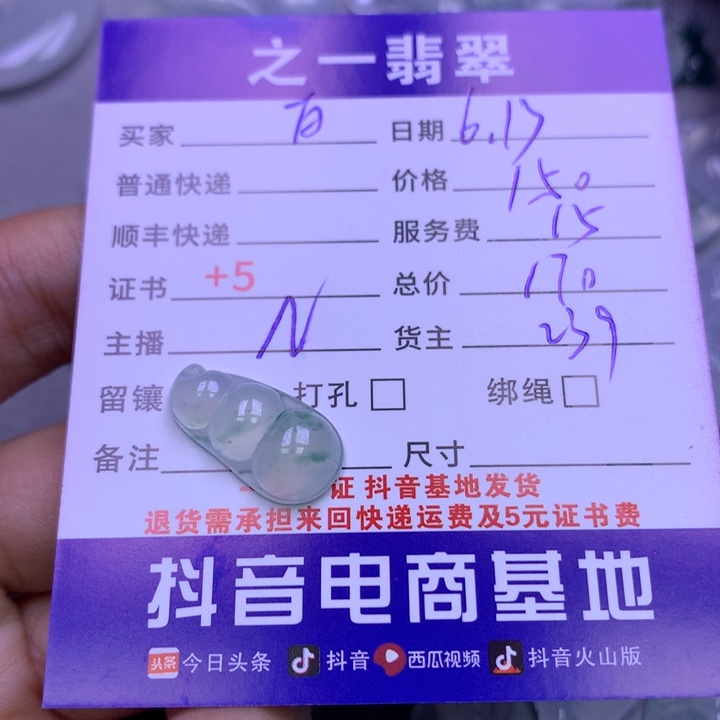 之一翡翠
买家 百 日期 6.13
普通快递 价格 150
顺丰快递 服务费 15
证书 +5 总价 170
主播 N 货主 239
留镶 打孔 绑绳
备注 尺寸
证 抖音基地发货
退货需承担来回快递运费及5元证书费
抖音电商基地
头条 今日头条 抖音 西瓜视频 抖音火山版